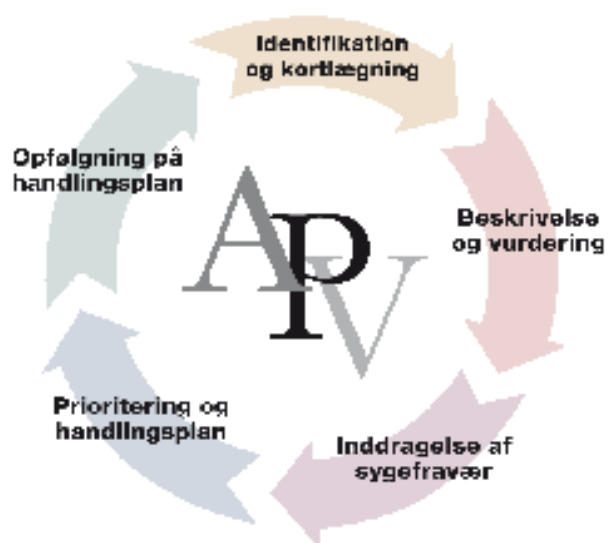 Identifikation
og kortlægning
Beskrivelse
og vurdering
Inddragelse af
sygefravær
Prioritering og
handlingsplan
Opfølgning på
handlingsplan
APV